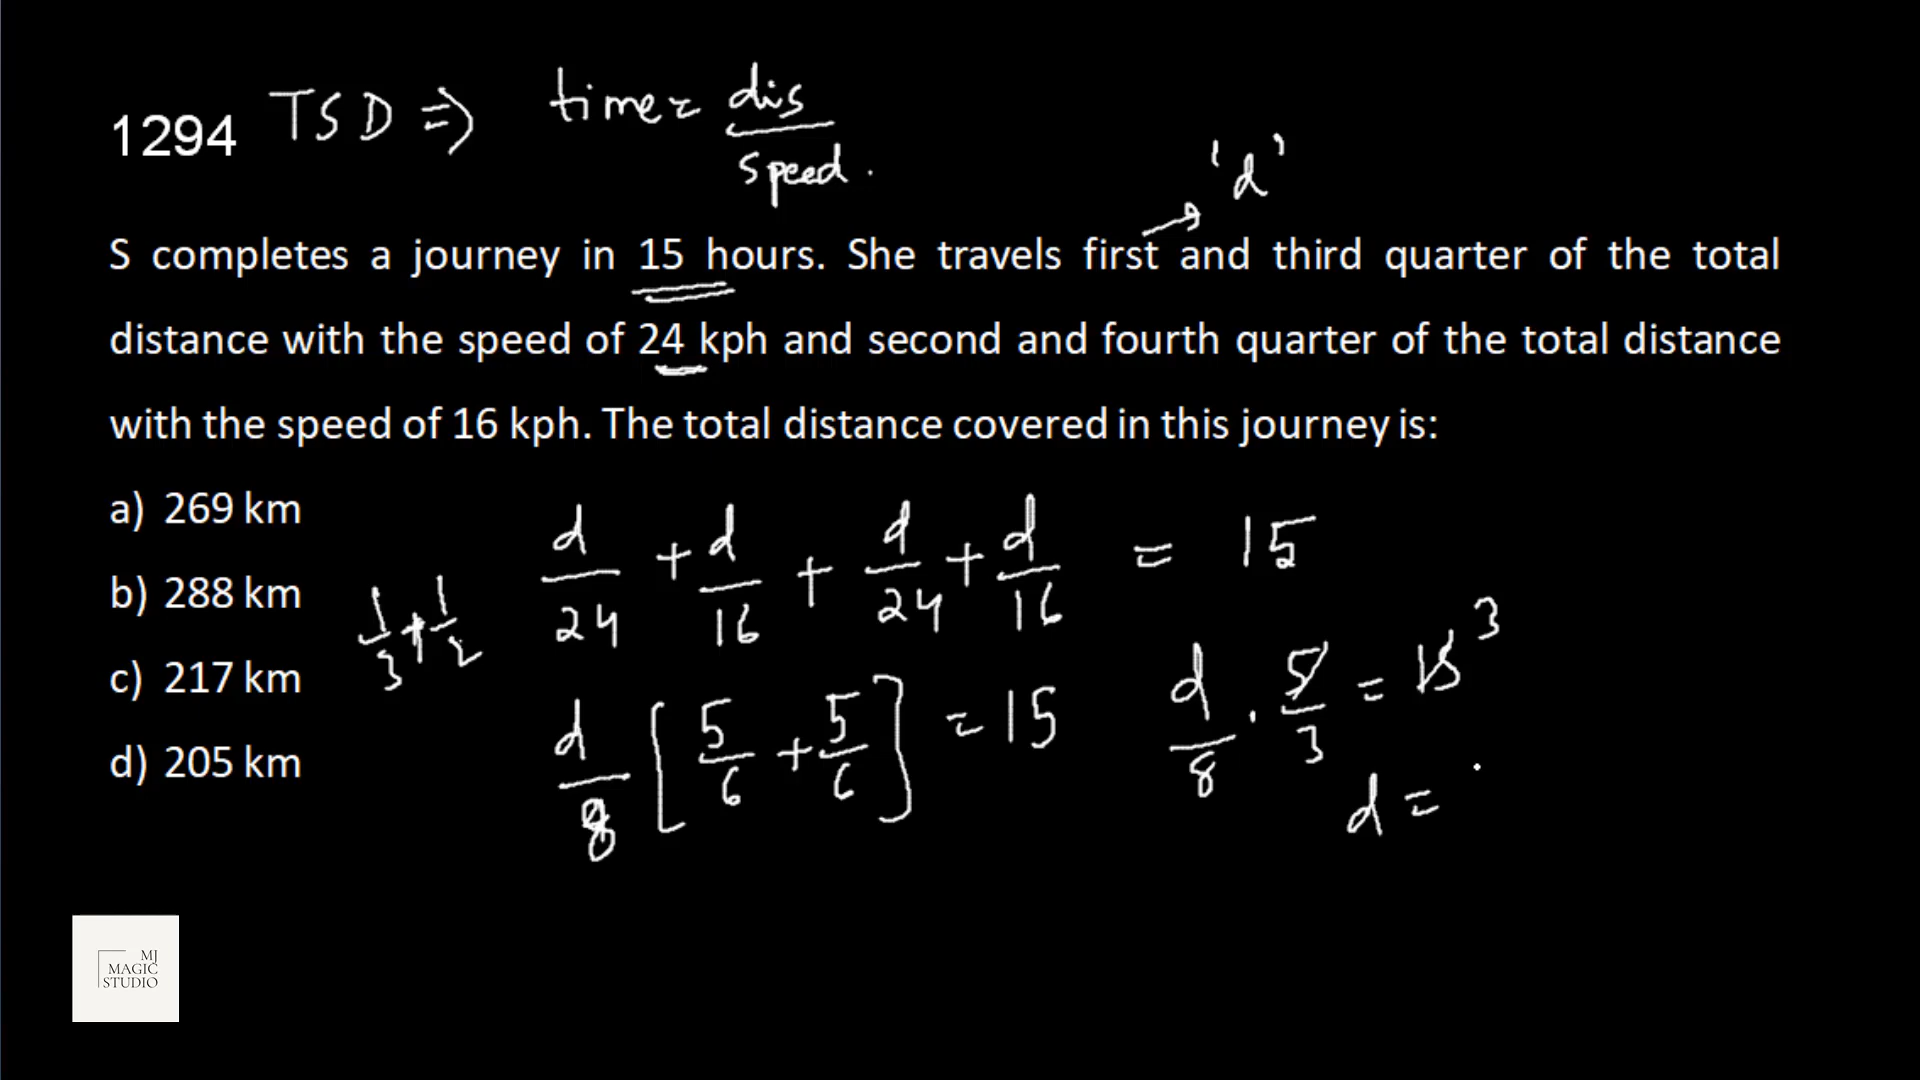 1294 TSD ⇒ time = dis/speed.
'd'
S completes a journey in 15 hours. She travels first and third quarter of the total
distance with the speed of 24 kph and second and fourth quarter of the total distance
with the speed of 16 kph. The total distance covered in this journey is:
a) 269 km
d/24 + d/16 + d/24 + d/16 = 15
b) 288 km
1/3 + 1/2
c) 217 km
d/8 [5/6 + 5/6] = 15
d/8 . 5/3 = 15 3
d) 205 km
d =
MJ
MAGIC
STUDIO